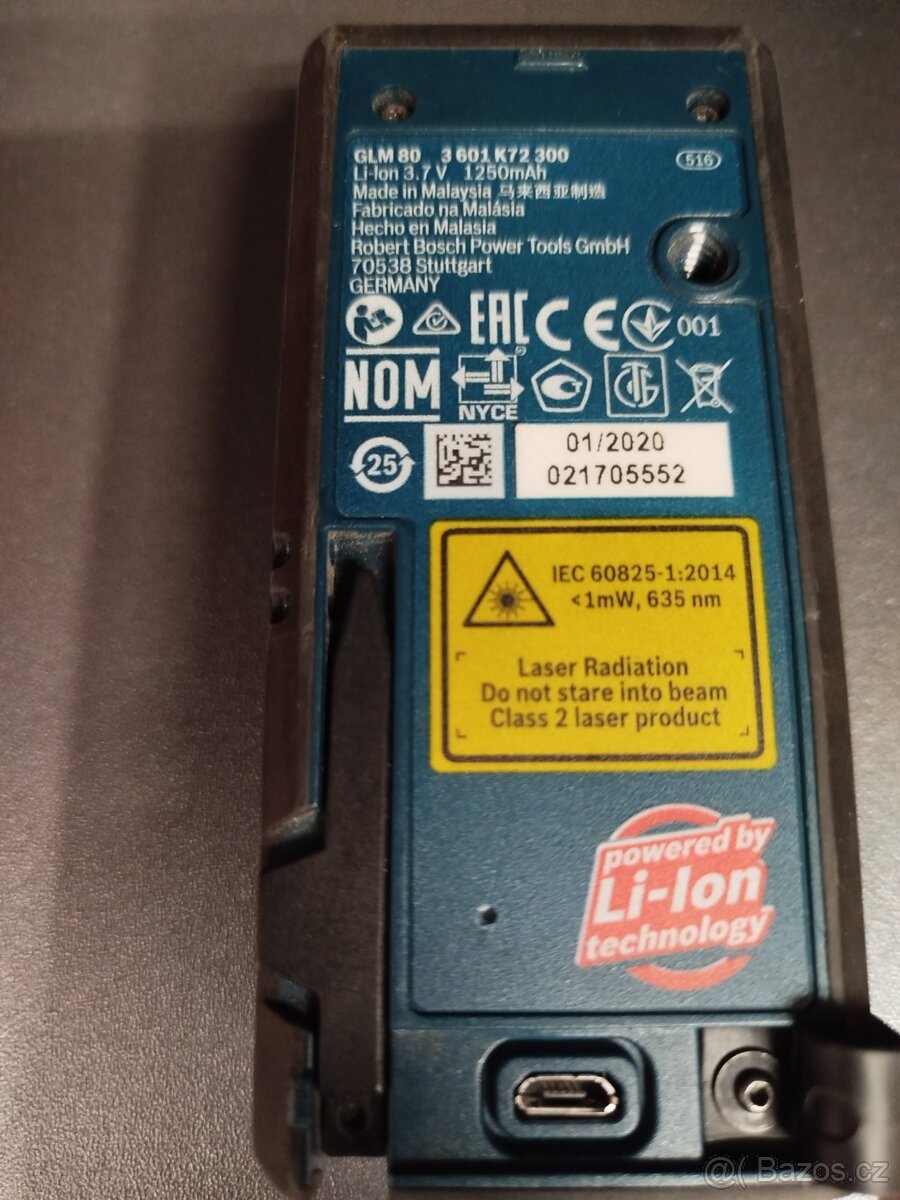 GLM 80 3 601 K72 300
516
Li-Ion 3.7 V 1250mAh
Made in Malaysia 马来西亚制造
Fabricado na Malásia
Hecho en Malasia
Robert Bosch Power Tools GmbH
70538 Stuttgart
GERMANY
EAC CE 001
NOM NYCE
25
01/2020
021705552
IEC 60825-1:2014
<1mW, 635 nm
Laser Radiation
Do not stare into beam
Class 2 laser product
powered by
Li-Ion
technology
@( Bazos.cz